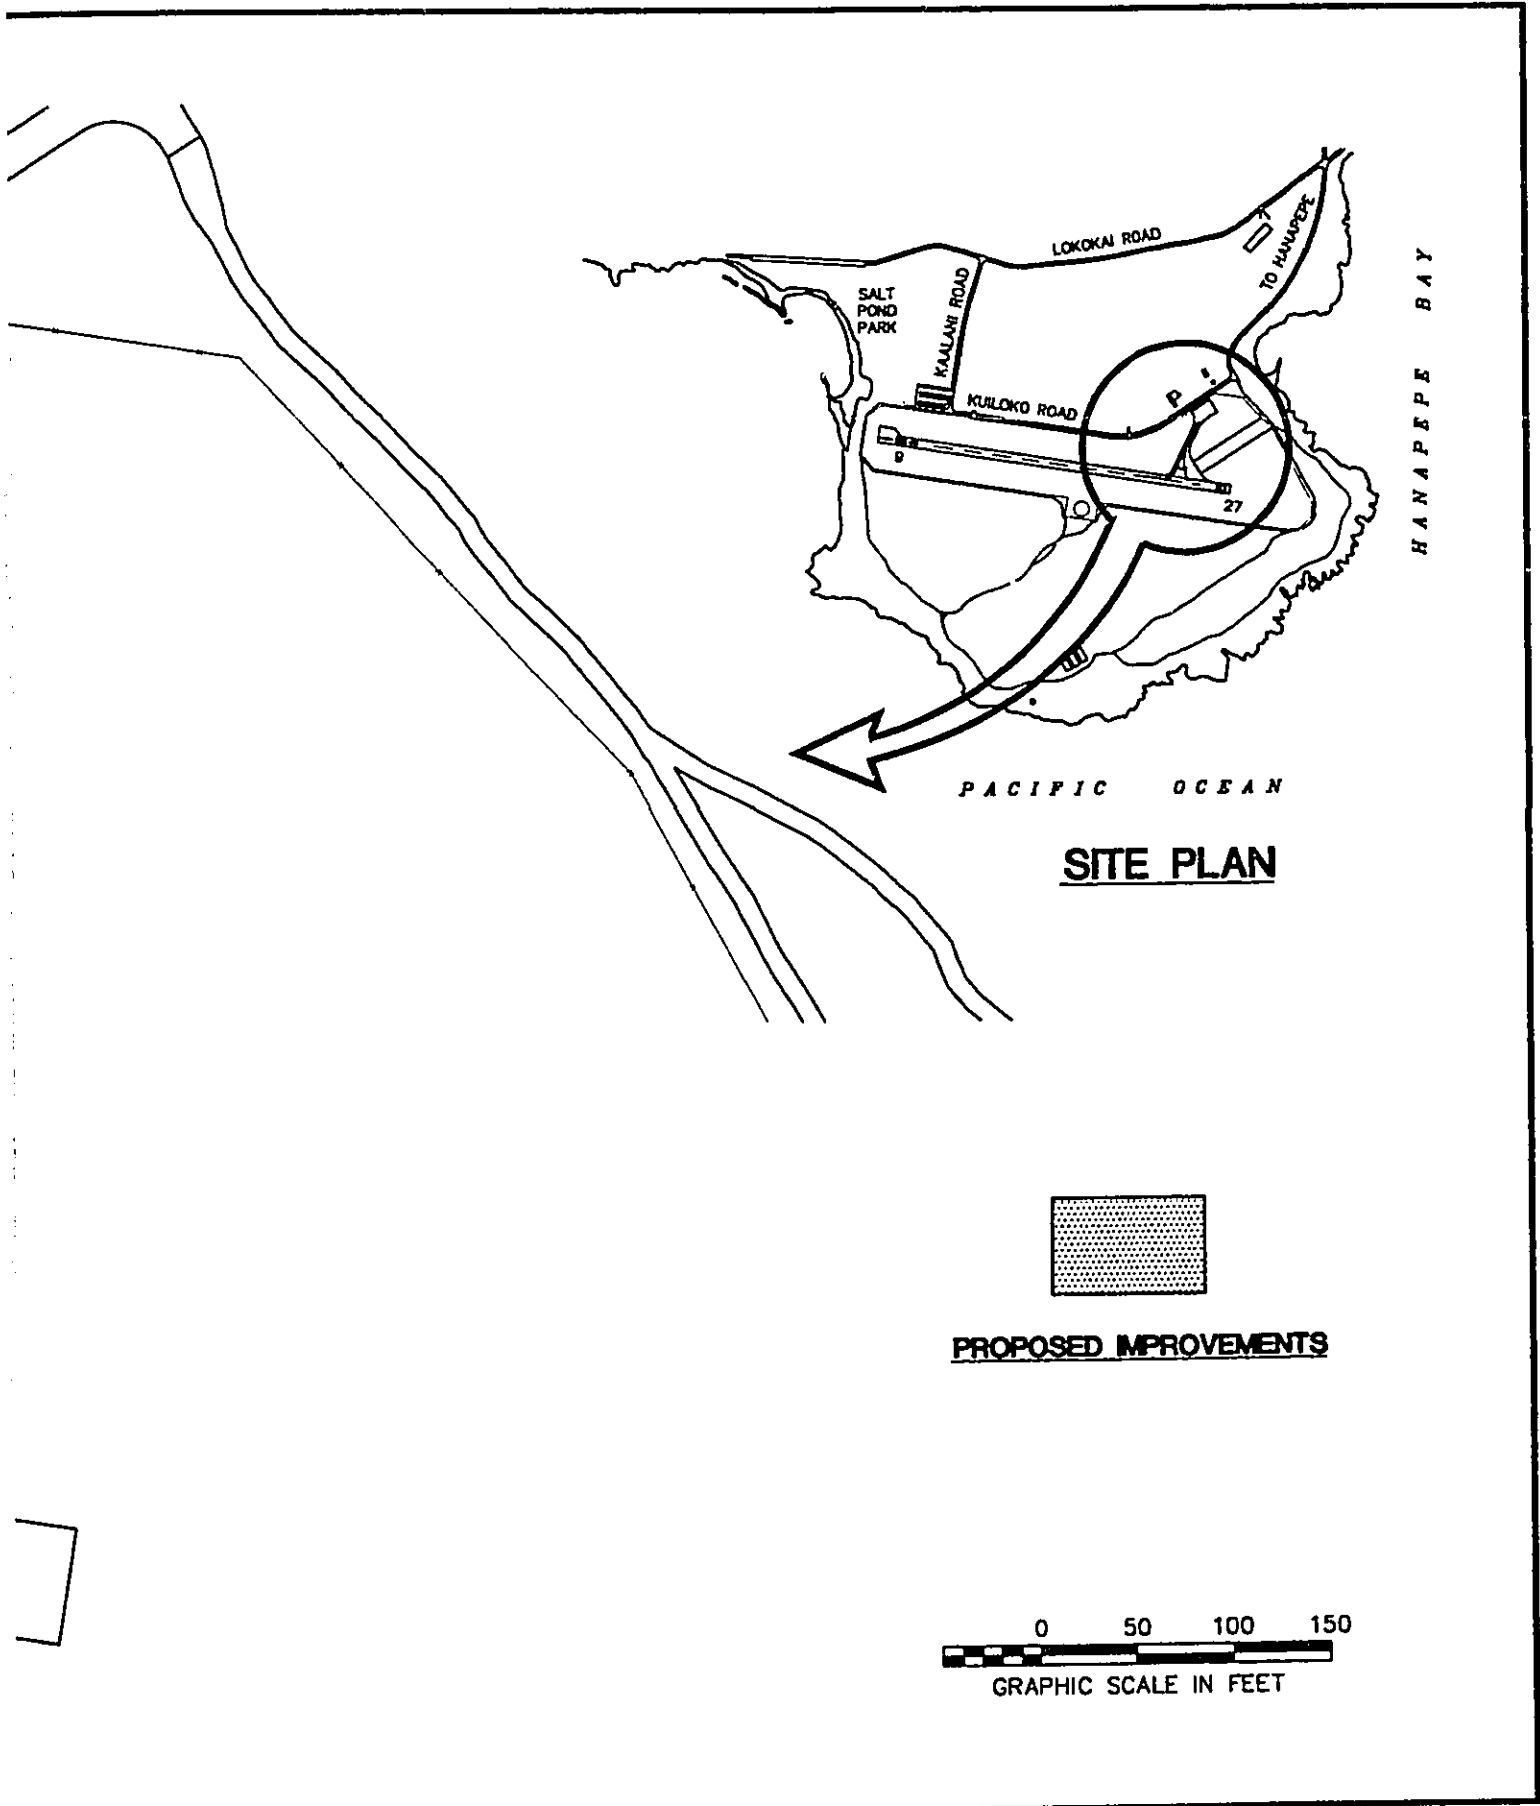 LOKOKAI ROAD
TO HANAPEPE
HANAPEPE BAY
SALT
POND
PARK
KAALANI ROAD
P
KUILOKO ROAD
9
27
PACIFIC OCEAN
SITE PLAN
PROPOSED IMPROVEMENTS
0 50 100 150
GRAPHIC SCALE IN FEET